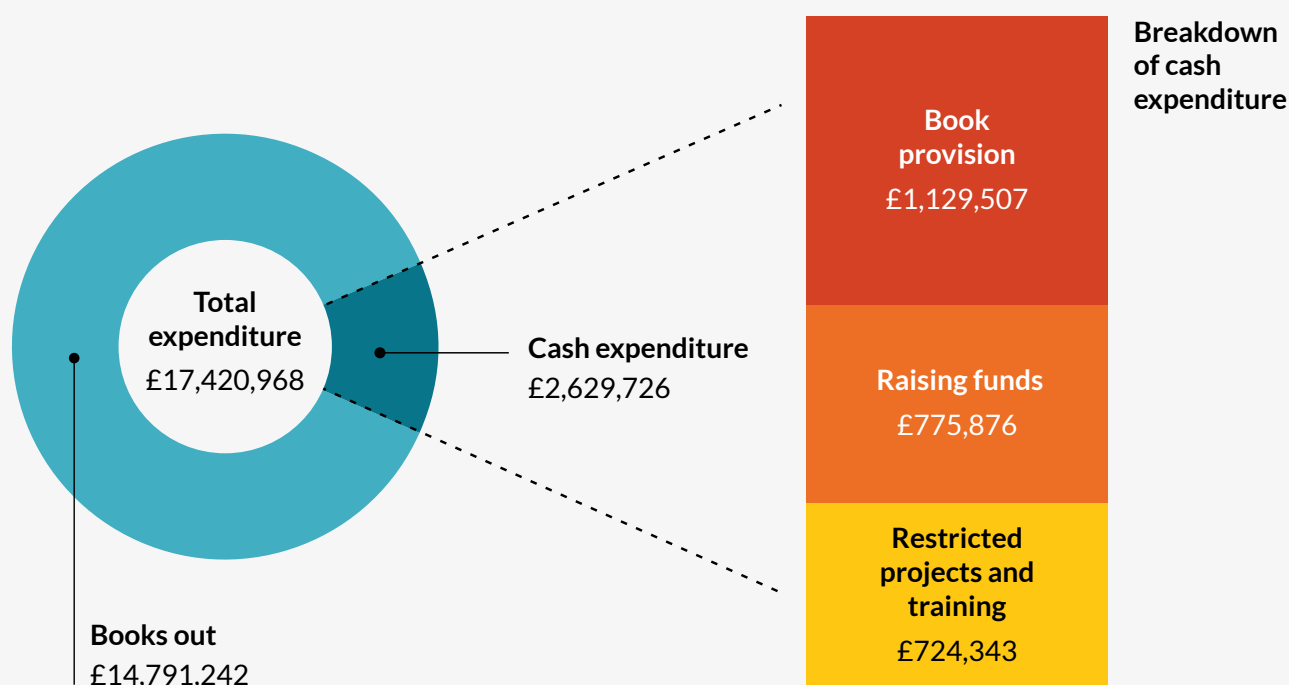 Breakdown
of cash
expenditure
Book
provision
£1,129,507
Total
expenditure
£17,420,968
Cash expenditure
£2,629,726
Raising funds
£775,876
Restricted
projects and
training
£724,343
Books out
£14,791,242